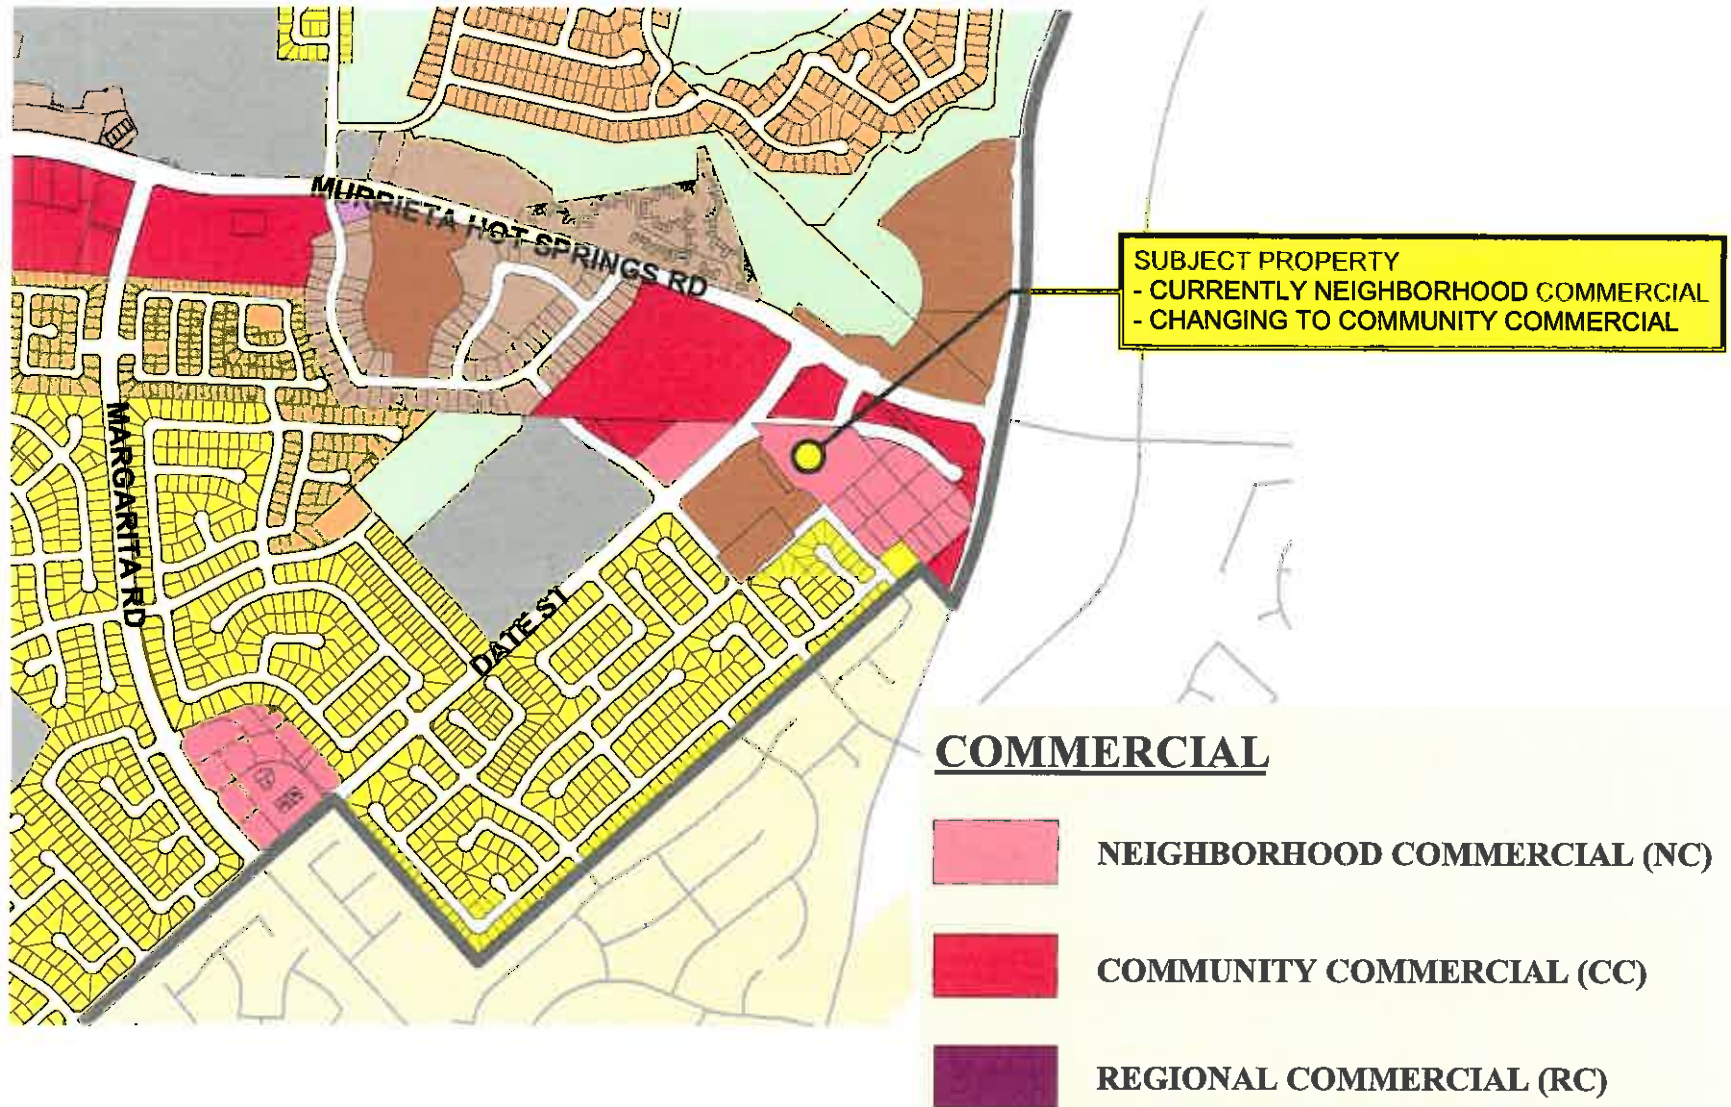 MURRIETA HOT SPRINGS RD
SUBJECT PROPERTY
- CURRENTLY NEIGHBORHOOD COMMERCIAL
- CHANGING TO COMMUNITY COMMERCIAL
MARGARITA RD
DATE ST
COMMERCIAL
NEIGHBORHOOD COMMERCIAL (NC)
COMMUNITY COMMERCIAL (CC)
REGIONAL COMMERCIAL (RC)